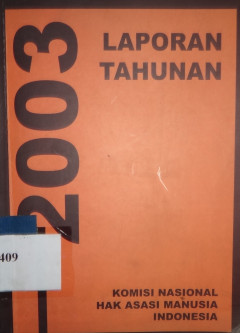 2003
LAPORAN
TAHUNAN
409
KOMISI NASIONAL
HAK ASASI MANUSIA
INDONESIA